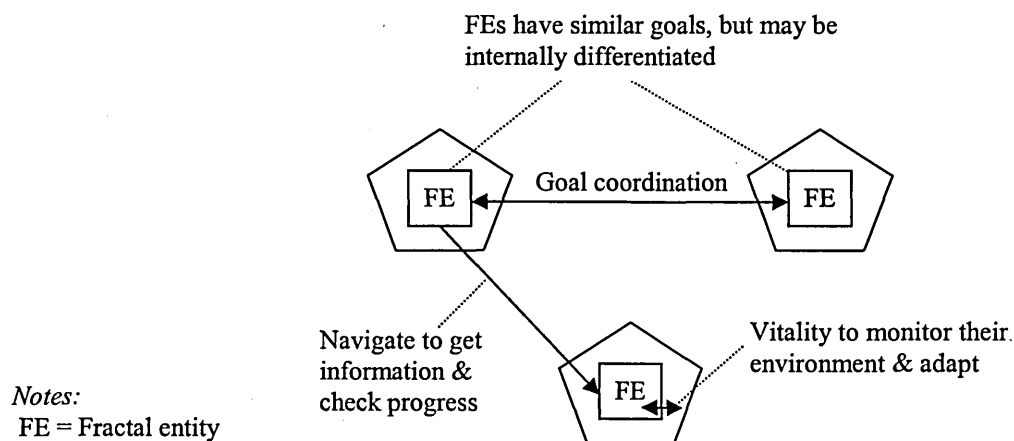 FEs have similar goals, but may be
internally differentiated
FE
Goal coordination
FE
Navigate to get
information &
check progress
Vitality to monitor their
environment & adapt
FE
Notes:
FE = Fractal entity